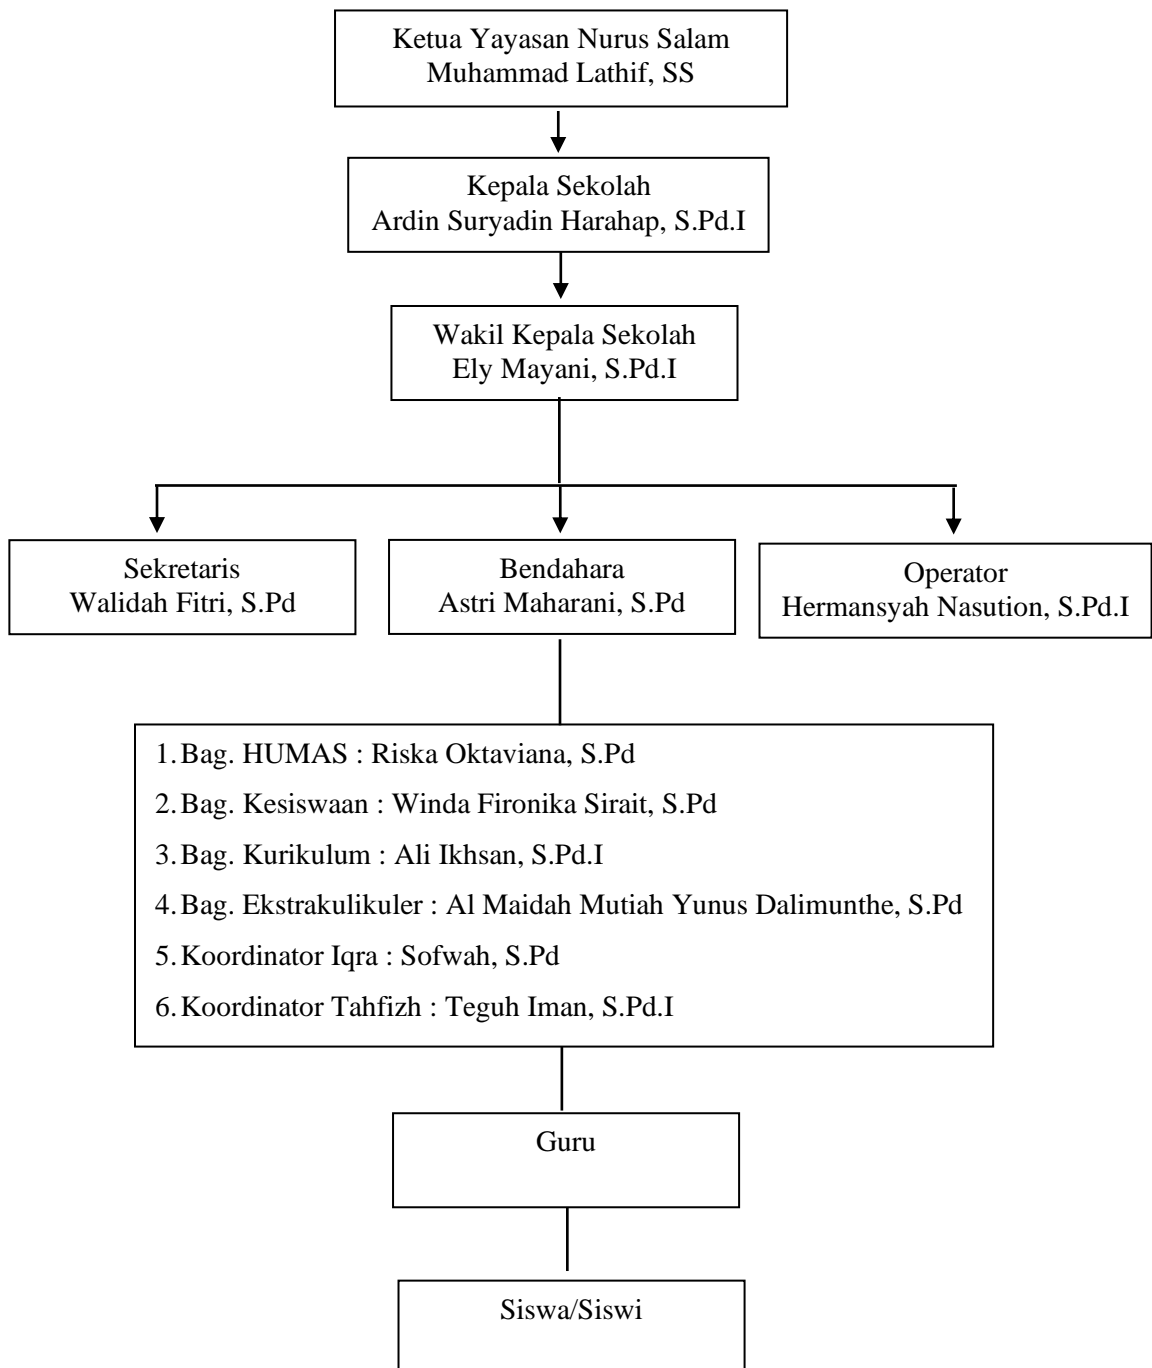 Ketua Yayasan Nurus Salam
Muhammad Lathif, SS
Kepala Sekolah
Ardin Suryadin Harahap, S.Pd.I
Wakil Kepala Sekolah
Ely Mayani, S.Pd.I
Sekretaris
Walidah Fitri, S.Pd
Bendahara
Astri Maharani, S.Pd
Operator
Hermansyah Nasution, S.Pd.I
1. Bag. HUMAS : Riska Oktaviana, S.Pd
2. Bag. Kesiswaan : Winda Fironika Sirait, S.Pd
3. Bag. Kurikulum : Ali Ikhsan, S.Pd.I
4. Bag. Ekstrakulikuler : Al Maidah Mutiah Yunus Dalimunthe, S.Pd
5. Koordinator Iqra : Sofwah, S.Pd
6. Koordinator Tahfizh : Teguh Iman, S.Pd.I
Guru
Siswa/Siswi